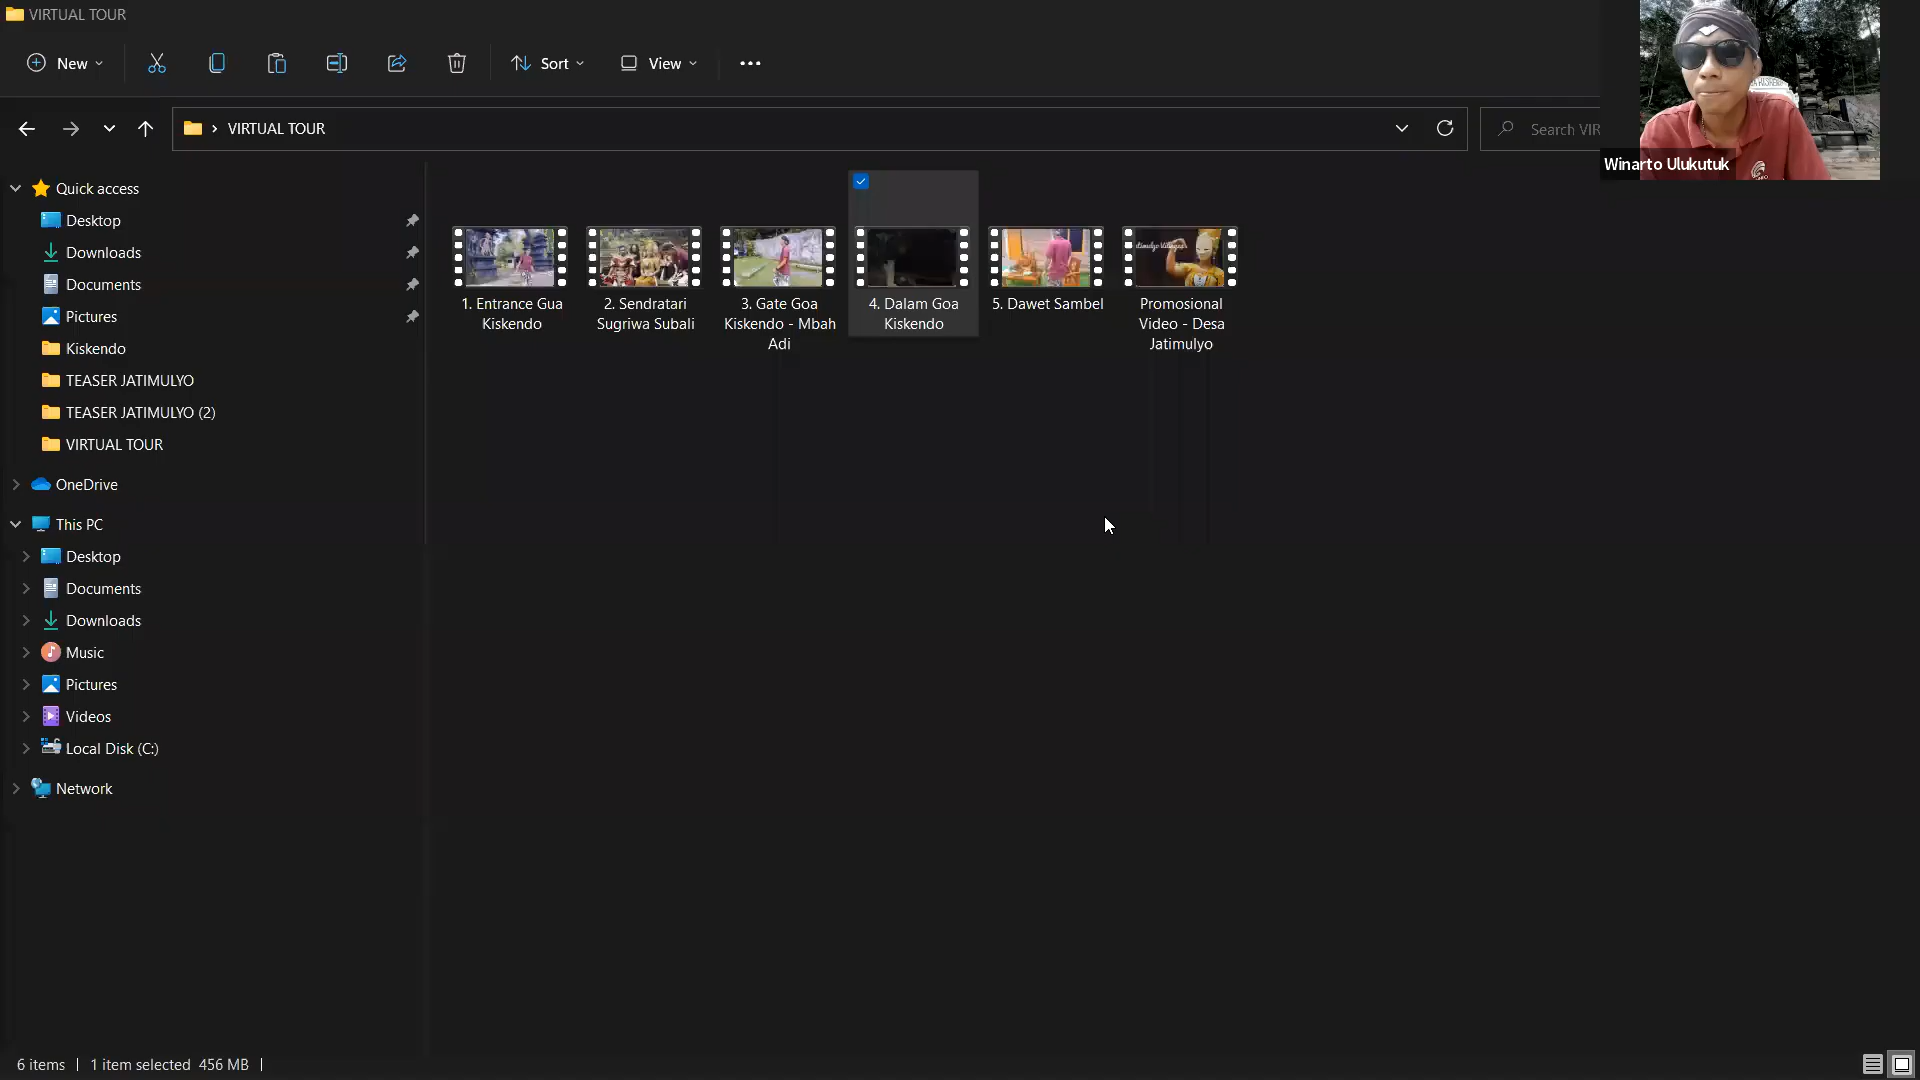 VIRTUAL TOUR
New
Sort
View
VIRTUAL TOUR
Search VIR
Winarto Ulukutuk
Quick access
Desktop
Downloads
Documents
Pictures
Kiskendo
TEASER JATIMULYO
TEASER JATIMULYO (2)
VIRTUAL TOUR
OneDrive
This PC
Desktop
Documents
Downloads
Music
Pictures
Videos
Local Disk (C:)
Network
1. Entrance Gua
Kiskendo
2. Sendratari
Sugriwa Subali
3. Gate Goa
Kiskendo - Mbah
Adi
4. Dalam Goa
Kiskendo
5. Dawet Sambel
Promosional
Video - Desa
Jatimulyo
6 items
1 item selected 456 MB